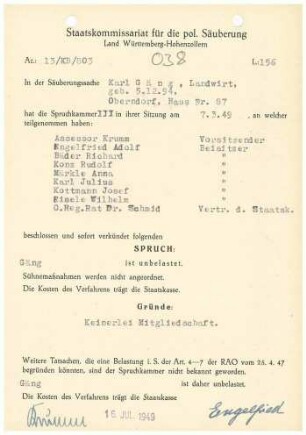 Staatskommissariat für die pol. Säuberung
Land Württemberg-Hohenzollern
Az.: 13/KB/803 038 L0156
In der Säuberungssache Karl Gäng, Landwirt,
geb. 5.12.94,
Oberndorf, Haus Nr. 87
hat die Spruchkammer III in ihrer Sitzung am 7.3.49 , an welcher
teilgenommen haben:
Assessor Krumm Vorsitzender
Engelfried Adolf Beisitzer
Bader Richard "
Konz Rudolf "
Märkle Anna "
Karl Julius "
Kottmann Josef "
Eisele Wilhelm "
O.Reg.Rat Dr. Schmid Vertr. d. Staatsk.
beschlossen und sofort verkündet folgenden
SPRUCH:
Gäng ist unbelastet.
Sühnemaßnahmen werden nicht angeordnet.
Die Kosten des Verfahrens trägt die Staatskasse.
Gründe:
Keinerlei Mitgliedschaft.
Weitere Tatsachen, die eine Belastung i. S. der Art. 4—7 der RAO vom 25. 4. 47
begründen könnten, sind der Spruchkammer nicht bekannt geworden.
Gäng ist daher unbelastet.
Die Kosten des Verfahrens trägt die Staatskasse
Krumm 16 JUL 1949 Engelfried